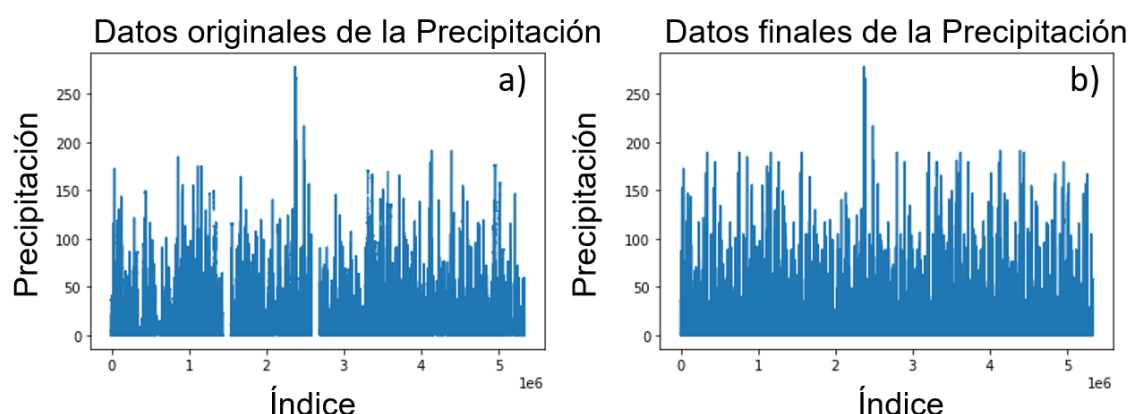 Datos originales de la Precipitación
a)
Precipitación
250
200
150
100
50
0
0 1 2 3 4 5
1e6
Índice
Datos finales de la Precipitación
b)
Precipitación
250
200
150
100
50
0
0 1 2 3 4 5
1e6
Índice